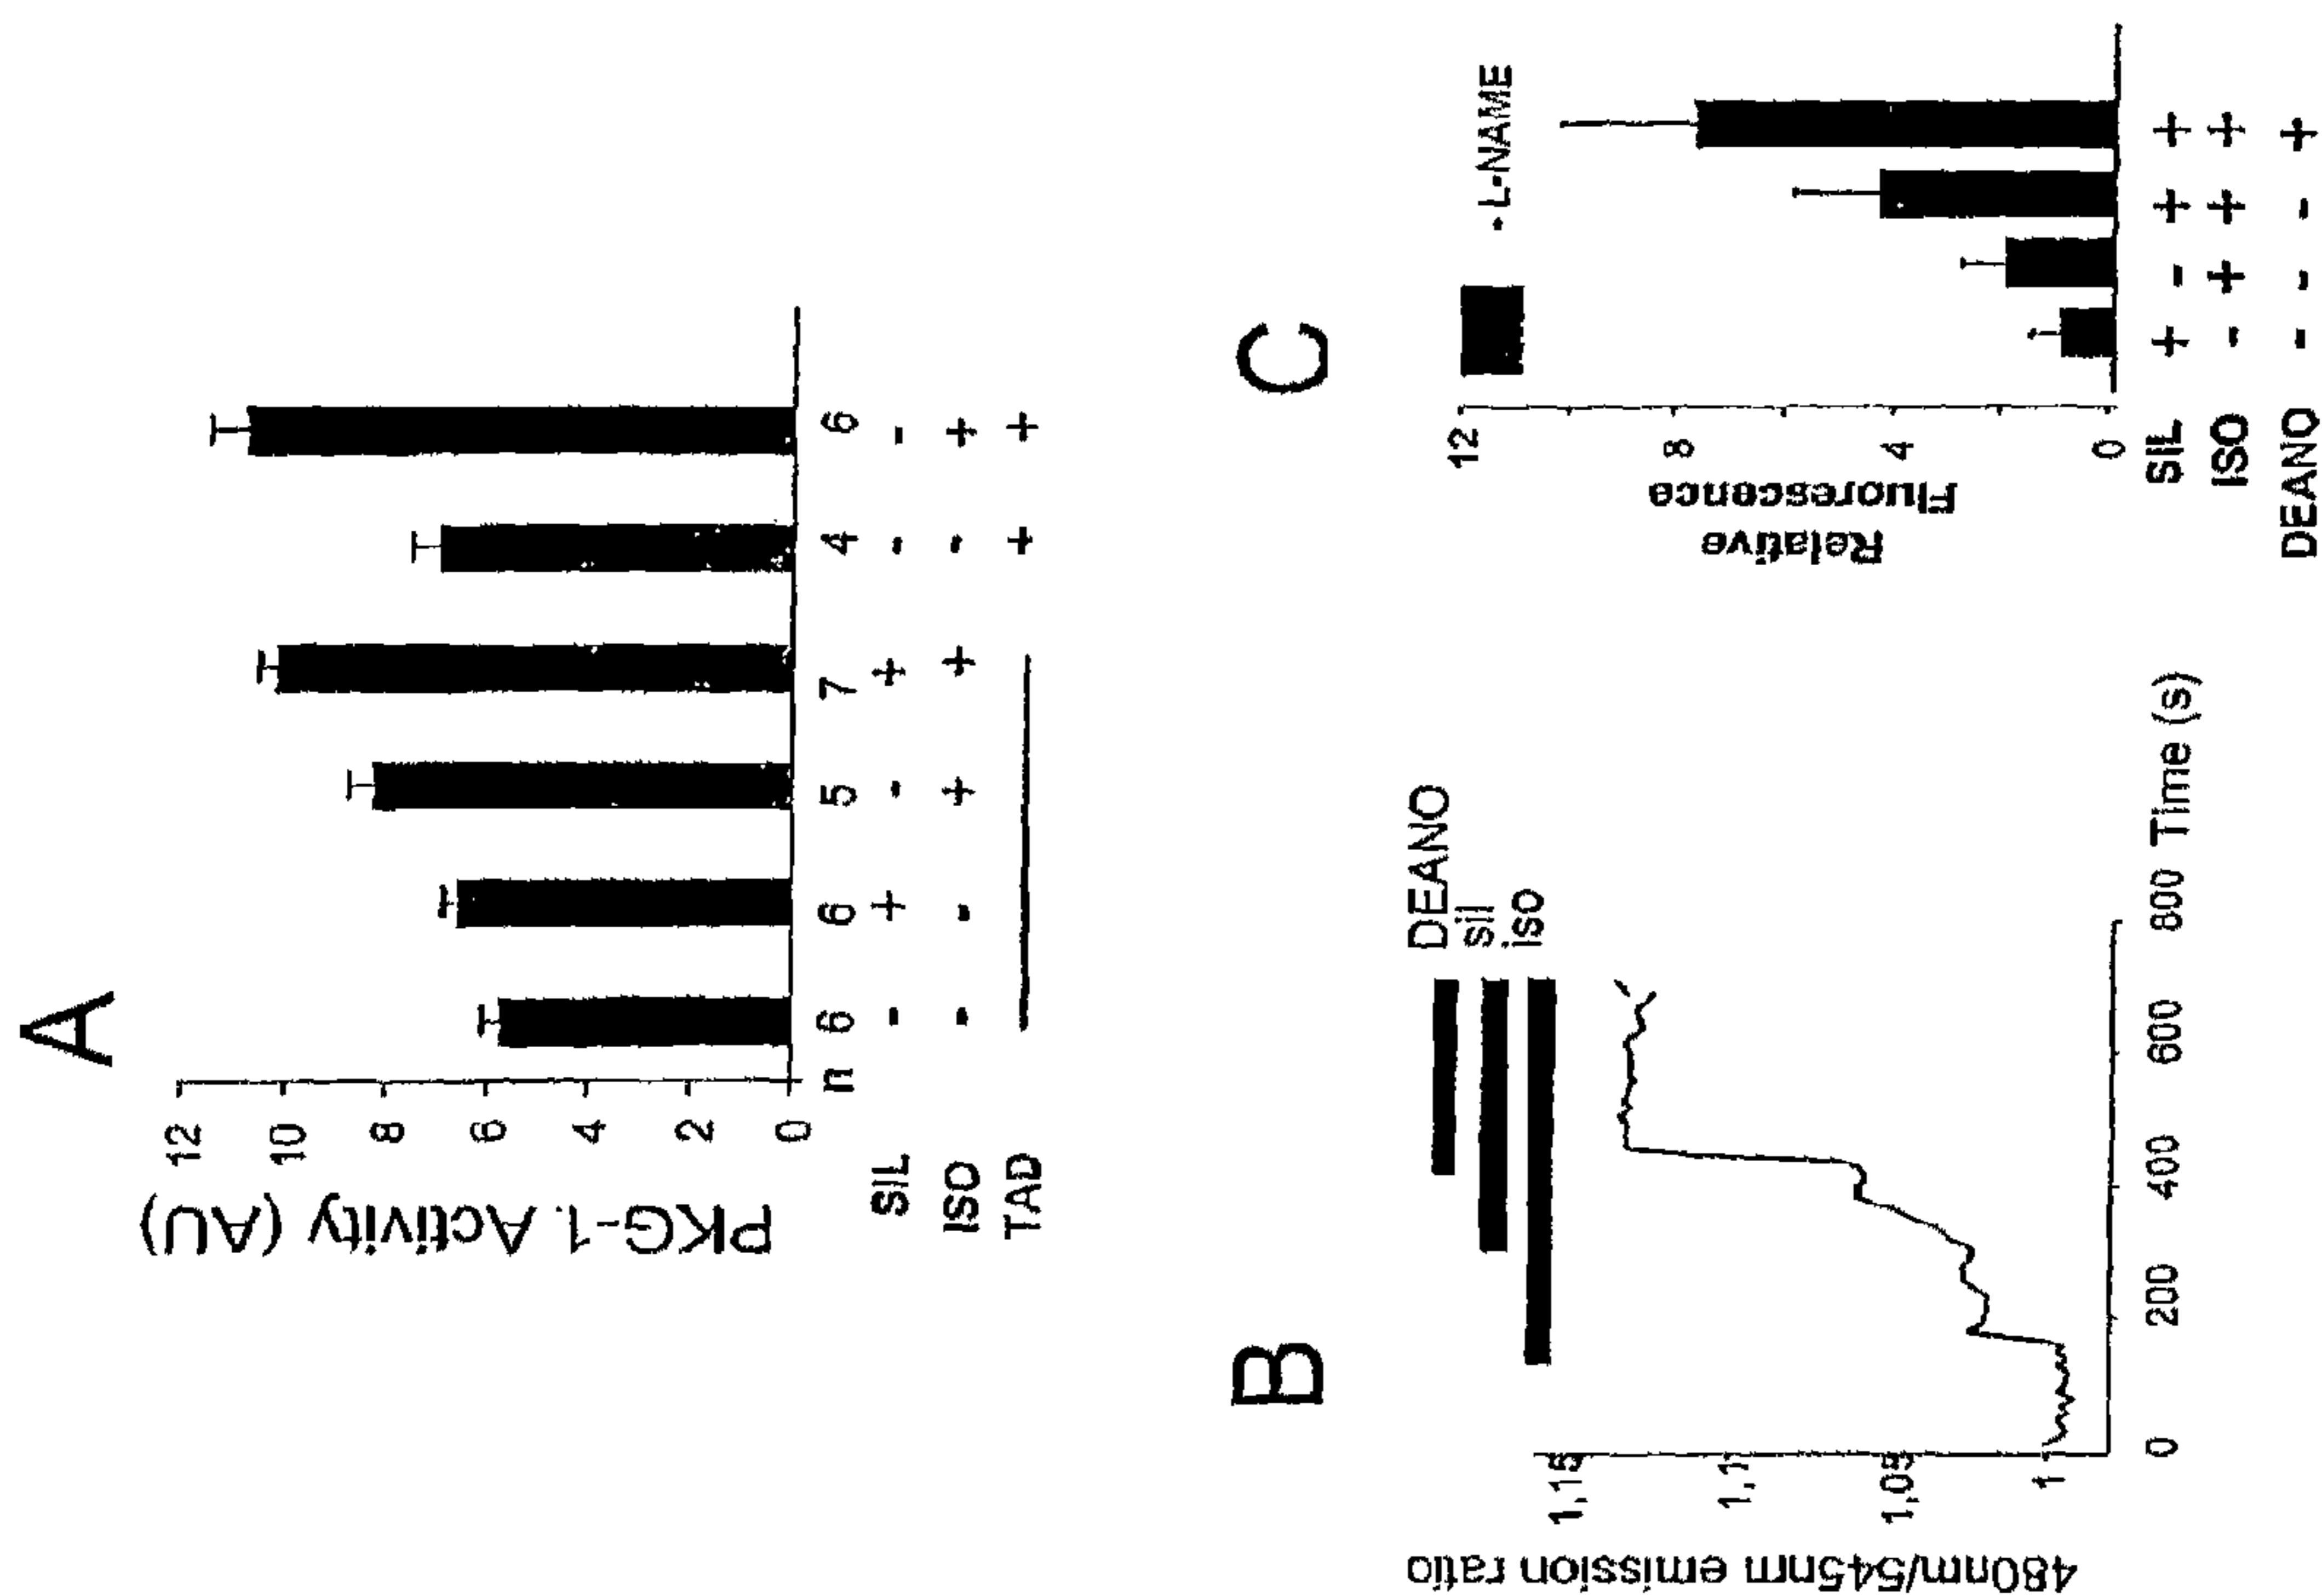 A
PKG-1 Activity (AU)
12
10
8
6
4
2
0
n 6 6 5 7 4 6
SIL - + - + - -
ISO - - + + - +
TAD + +
B
480nm/545nm emission ratio
1,15
1,1
1,05
1
DEANO
sil
iso
0 200 400 600 800 Time (s)
C
L-NAME
Relative
Fluorescence
12
8
4
0
SIL + - + +
ISO - + + +
DEANO - - - +